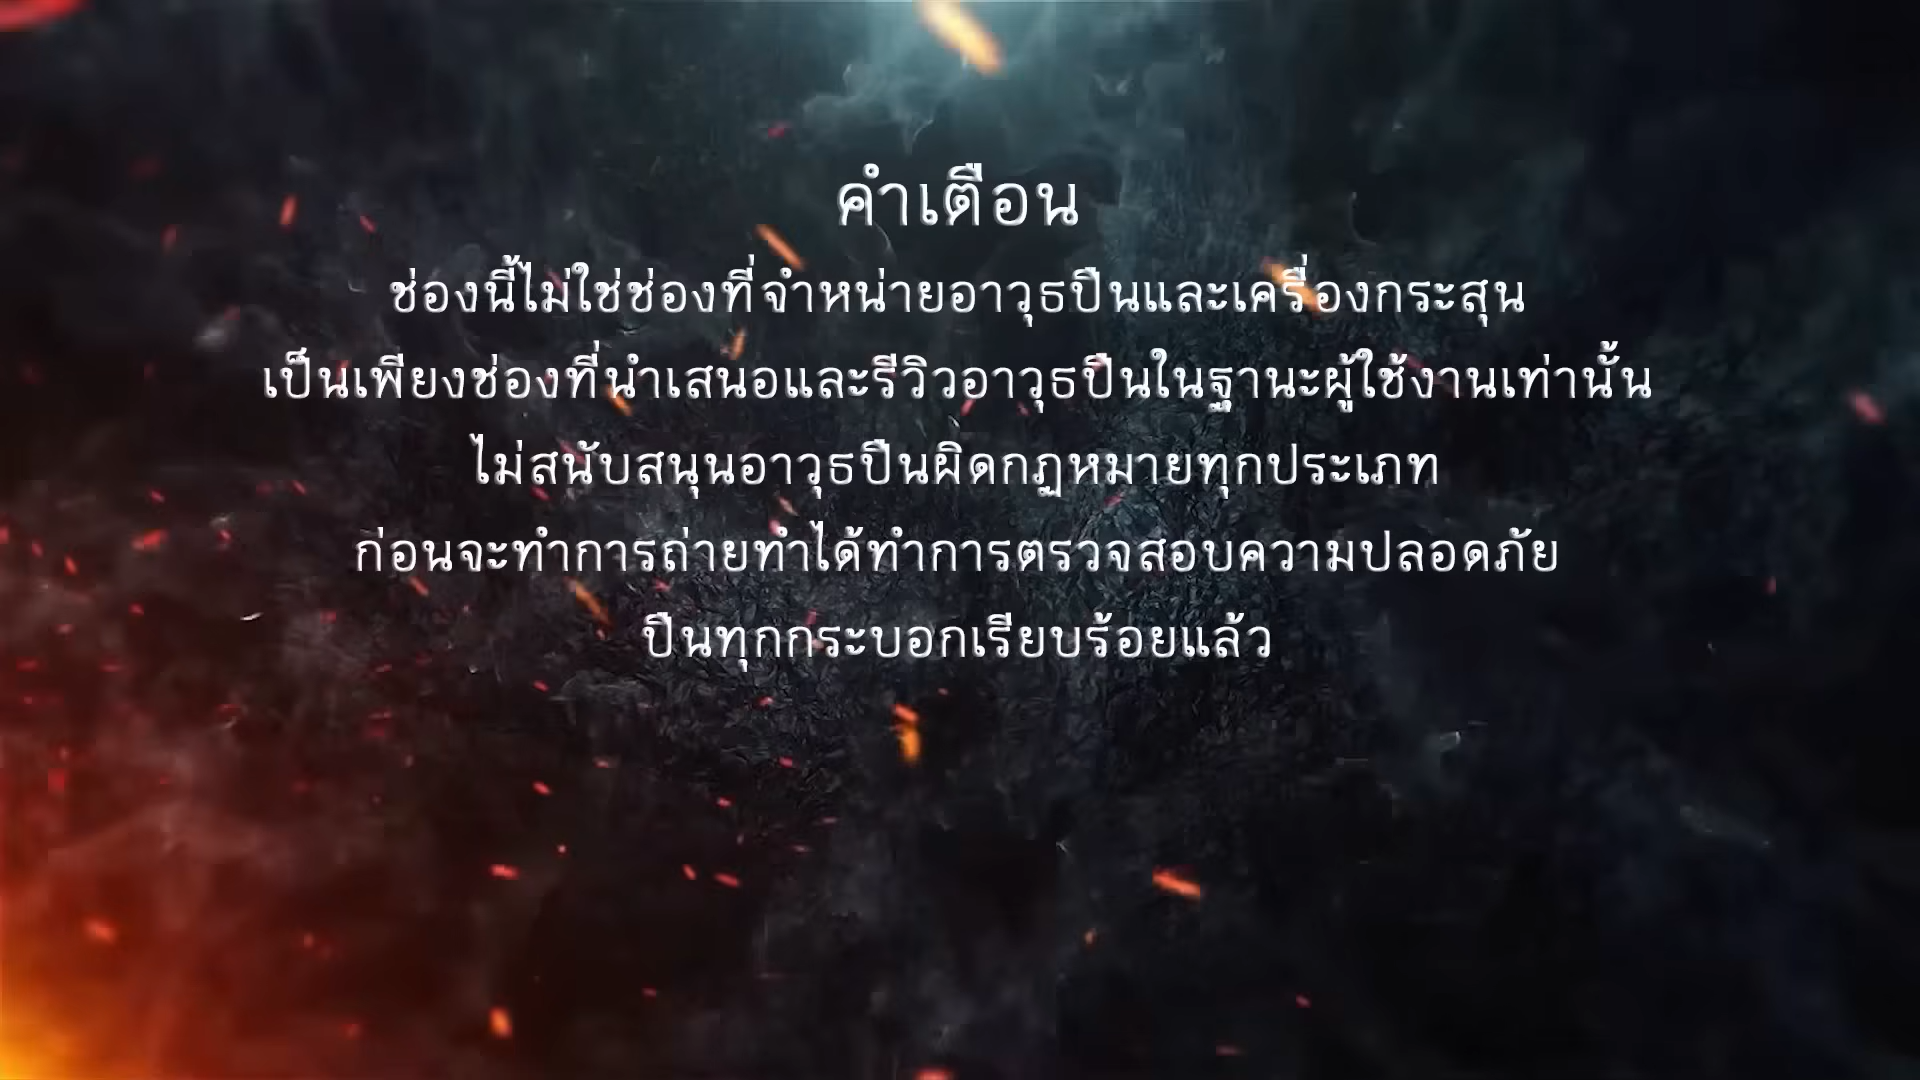 คำเตือน
ช่องนี้ไม่ใช่ช่องที่จำหน่ายอาวุธปืนและเครื่องกระสุน
เป็นเพียงช่องที่นำเสนอและรีวิวอาวุธปืนในฐานะผู้ใช้งานเท่านั้น
ไม่สนับสนุนอาวุธปืนผิดกฏหมายทุกประเภท
ก่อนจะทำการถ่ายทำได้ทำการตรวจสอบความปลอดภัย
ปืนทุกกระบอกเรียบร้อยแล้ว